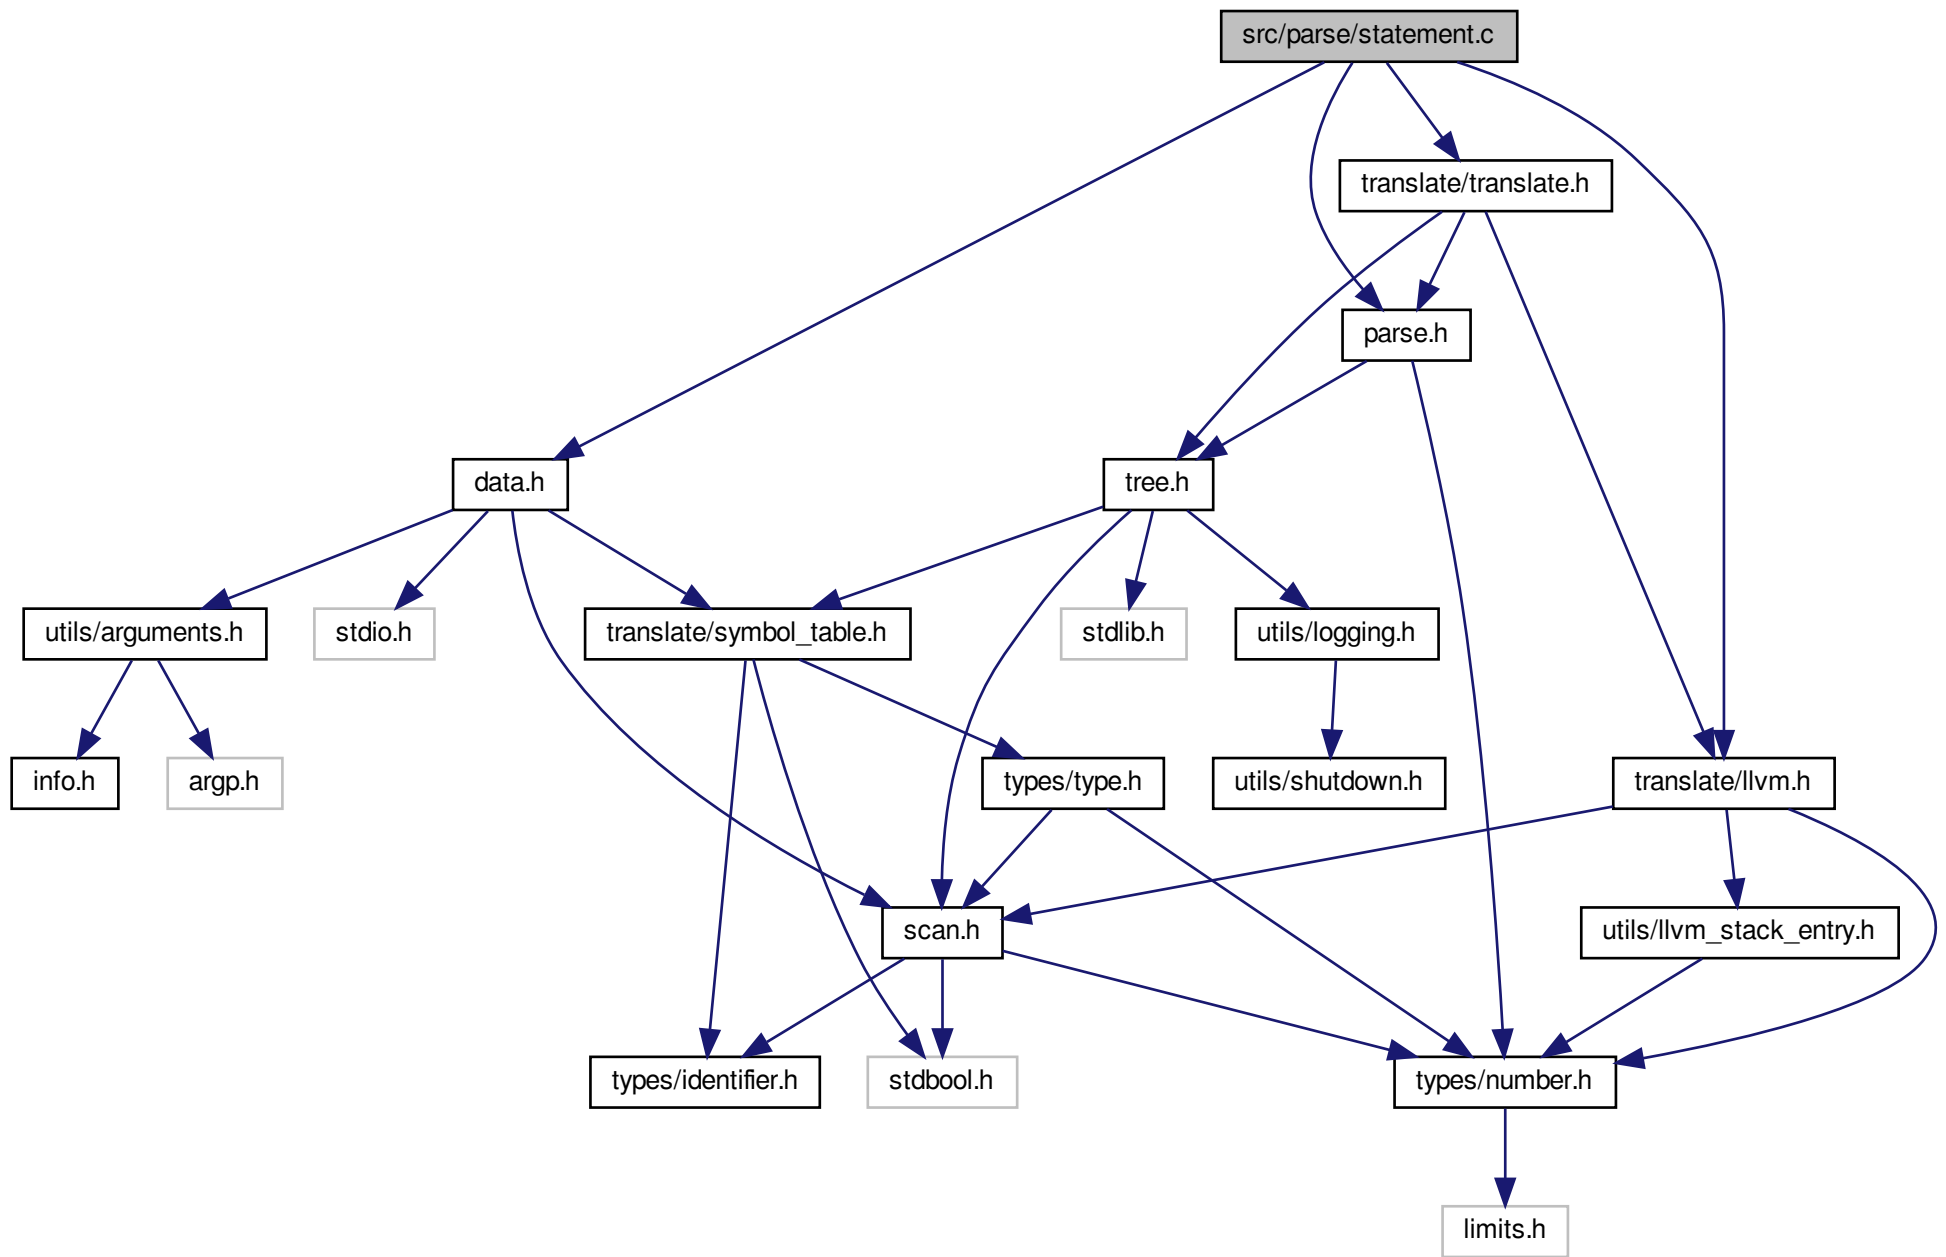 src/parse/statement.c
translate/translate.h
parse.h
data.h
tree.h
utils/arguments.h
stdio.h
translate/symbol_table.h
stdlib.h
utils/logging.h
info.h
argp.h
types/type.h
utils/shutdown.h
translate/llvm.h
scan.h
utils/llvm_stack_entry.h
types/identifier.h
stdbool.h
types/number.h
limits.h